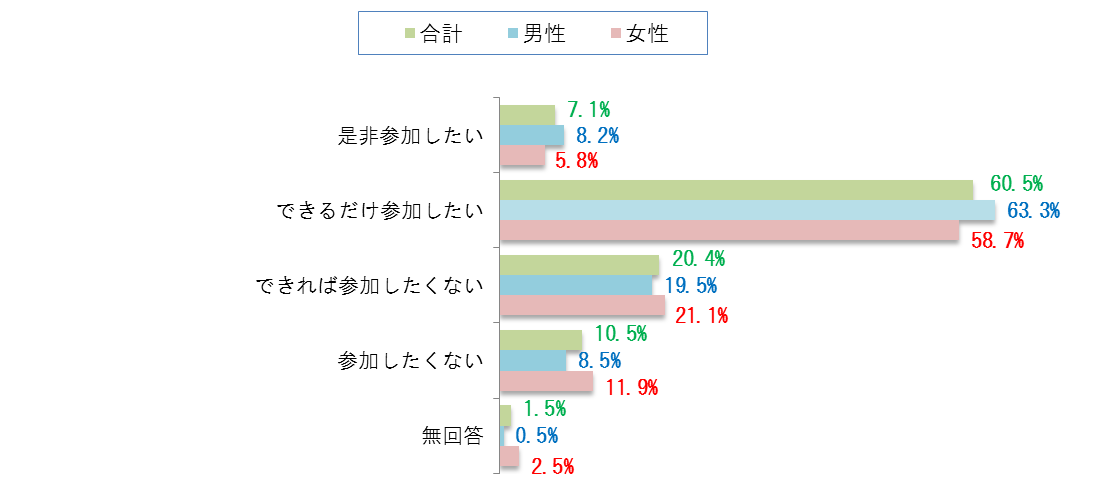 合計 男性 女性
是非参加したい
7.1%
8.2%
5.8%
できるだけ参加したい
60.5%
63.3%
58.7%
できれば参加したくない
20.4%
19.5%
21.1%
参加したくない
10.5%
8.5%
11.9%
無回答
1.5%
0.5%
2.5%